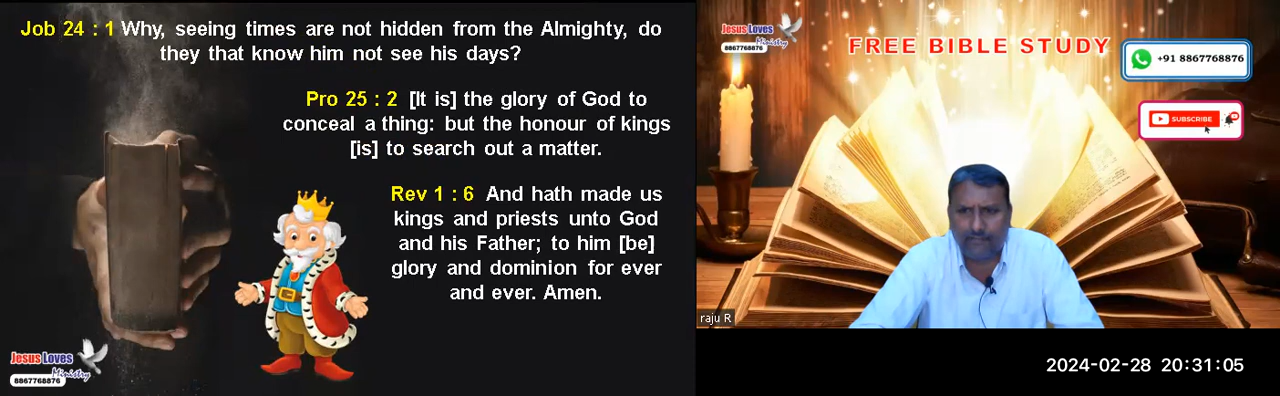 Job 24 : 1 Why, seeing times are not hidden from the Almighty, do
they that know him not see his days?
Pro 25 : 2 [It is] the glory of God to
conceal a thing: but the honour of kings
[is] to search out a matter.
Rev 1 : 6 And hath made us
kings and priests unto God
and his Father; to him [be]
glory and dominion for ever
and ever. Amen.
Jesus Loves
Ministry
8867768876
Jesus Loves
Ministry
8867768876
FREE BIBLE STUDY
+91 8867768876
SUBSCRIBE
raju R
2024-02-28 20:31:05